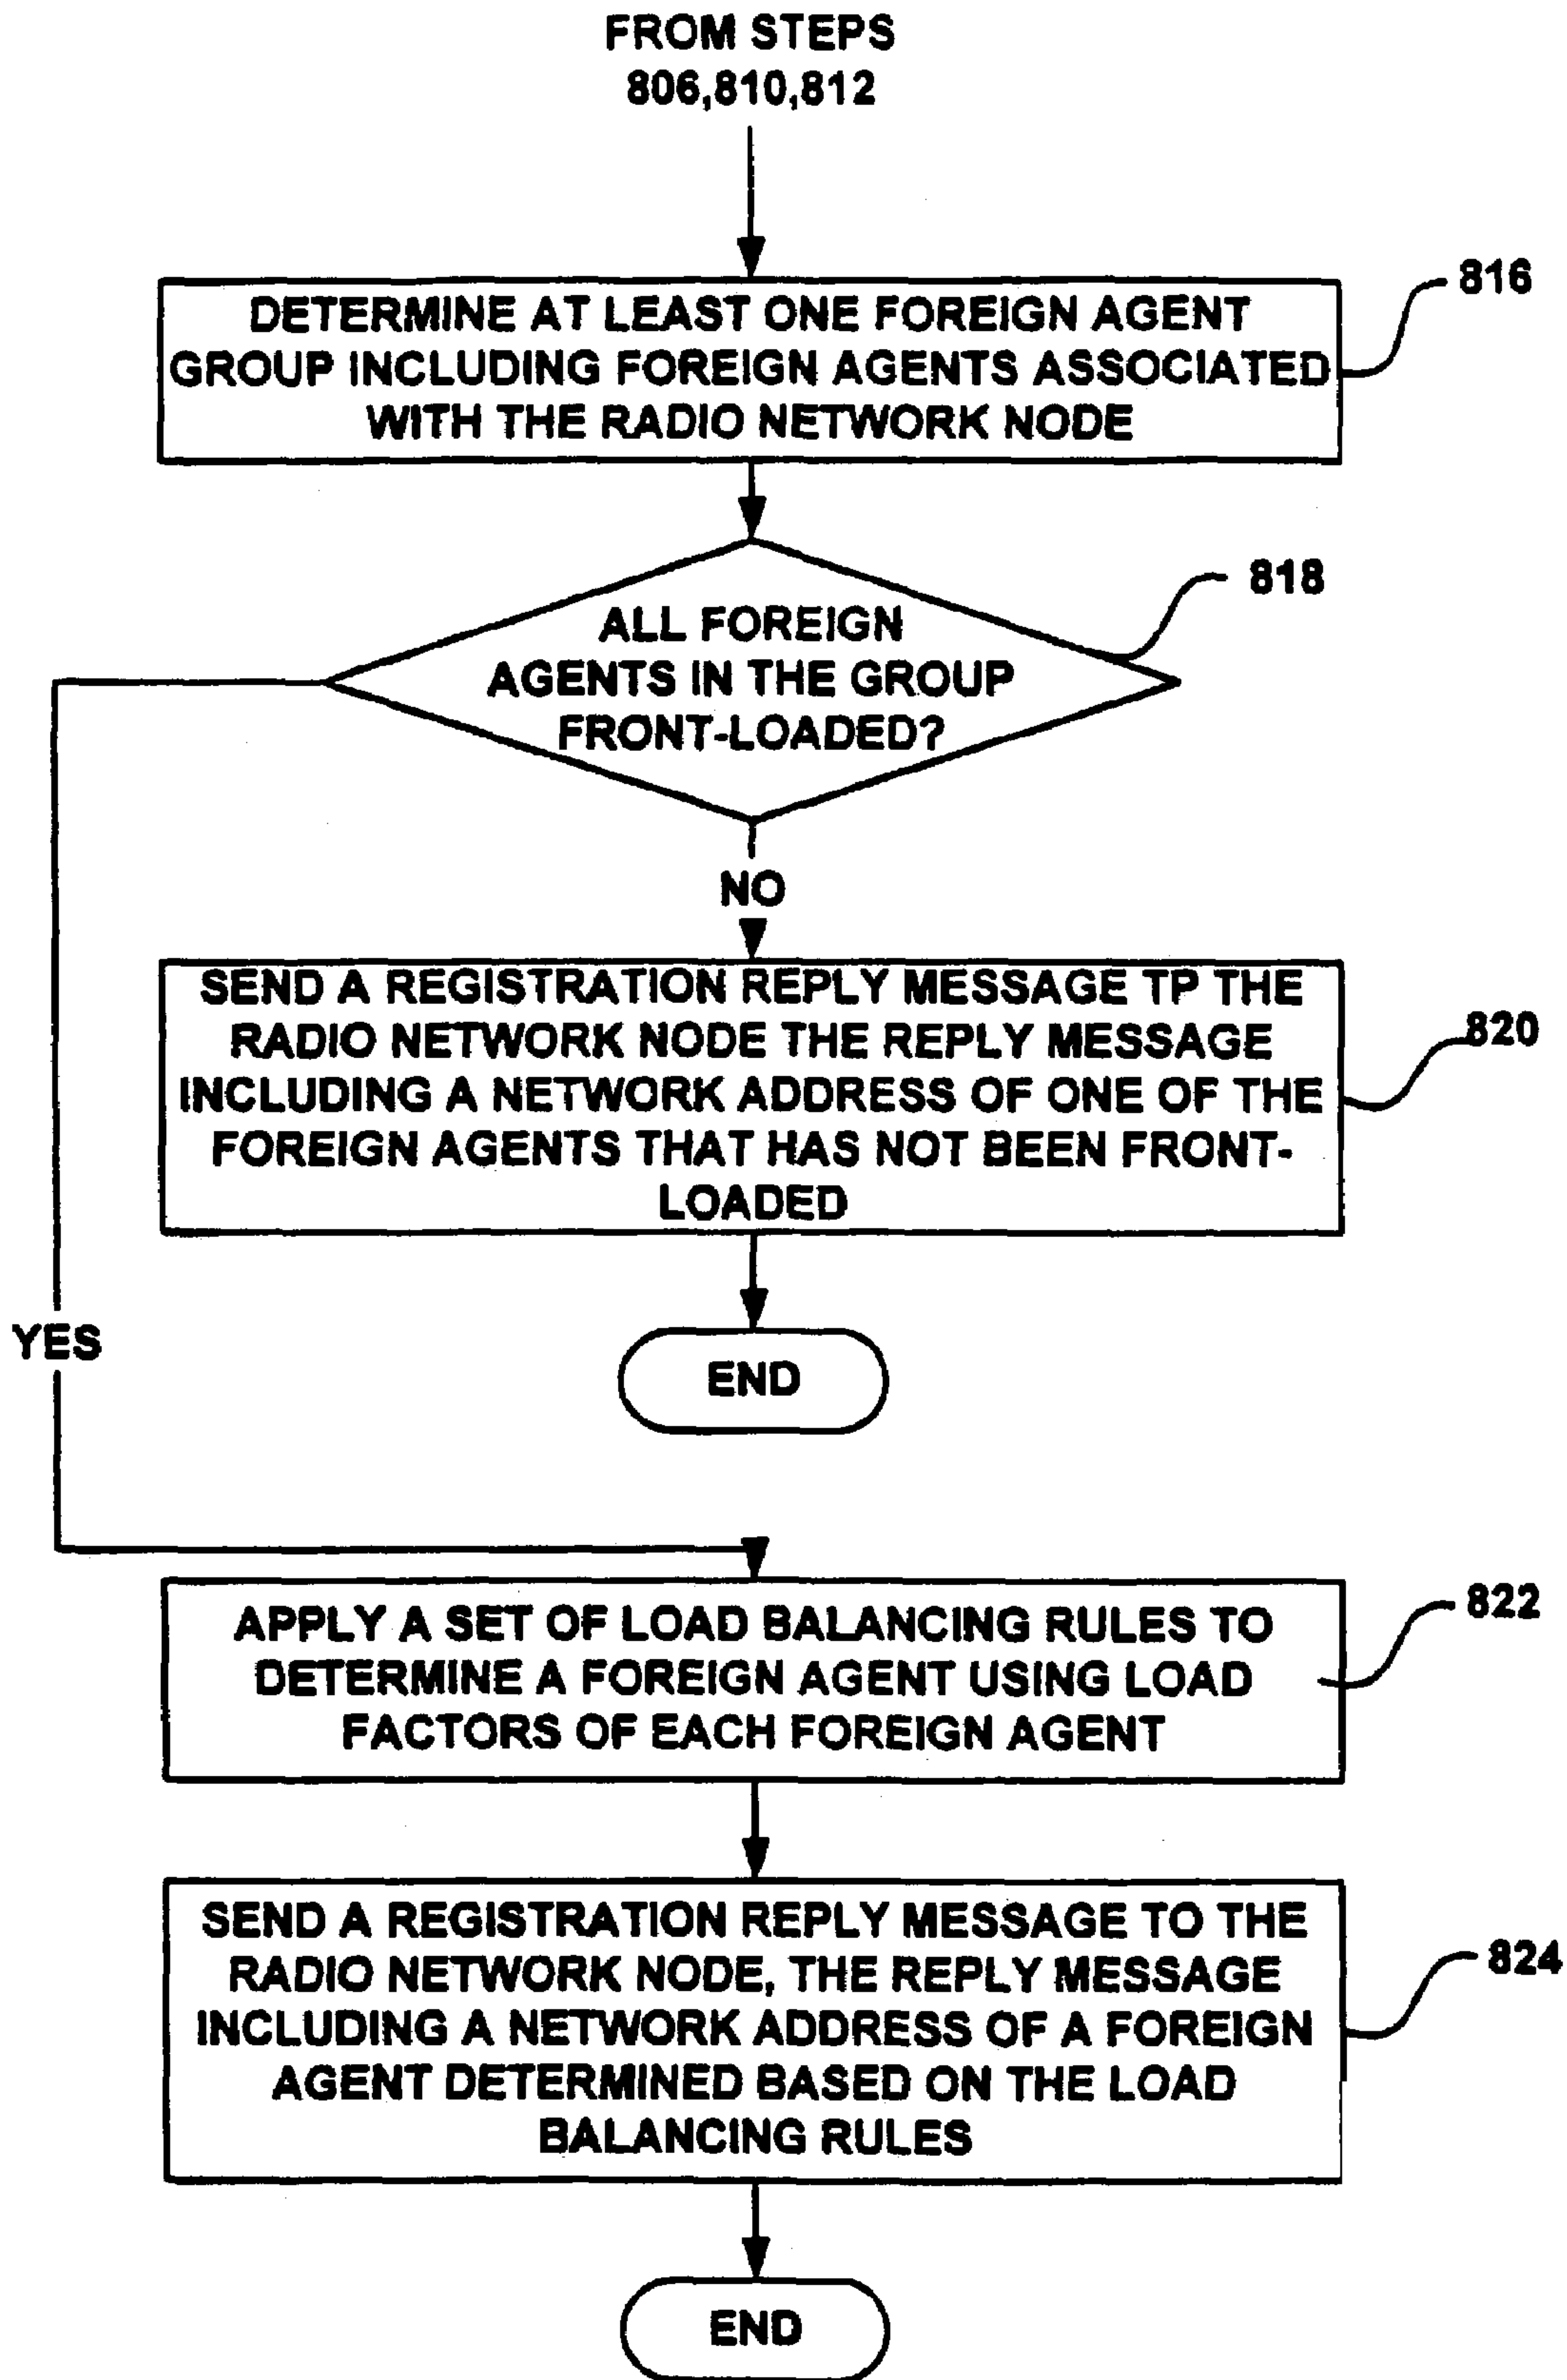 FROM STEPS
806,810,812
816
DETERMINE AT LEAST ONE FOREIGN AGENT
GROUP INCLUDING FOREIGN AGENTS ASSOCIATED
WITH THE RADIO NETWORK NODE
818
ALL FOREIGN
AGENTS IN THE GROUP
FRONT-LOADED?
NO
SEND A REGISTRATION REPLY MESSAGE TP THE
RADIO NETWORK NODE THE REPLY MESSAGE
INCLUDING A NETWORK ADDRESS OF ONE OF THE
FOREIGN AGENTS THAT HAS NOT BEEN FRONT-
LOADED
820
YES
END
APPLY A SET OF LOAD BALANCING RULES TO
DETERMINE A FOREIGN AGENT USING LOAD
FACTORS OF EACH FOREIGN AGENT
822
SEND A REGISTRATION REPLY MESSAGE TO THE
RADIO NETWORK NODE, THE REPLY MESSAGE
INCLUDING A NETWORK ADDRESS OF A FOREIGN
AGENT DETERMINED BASED ON THE LOAD
BALANCING RULES
824
END